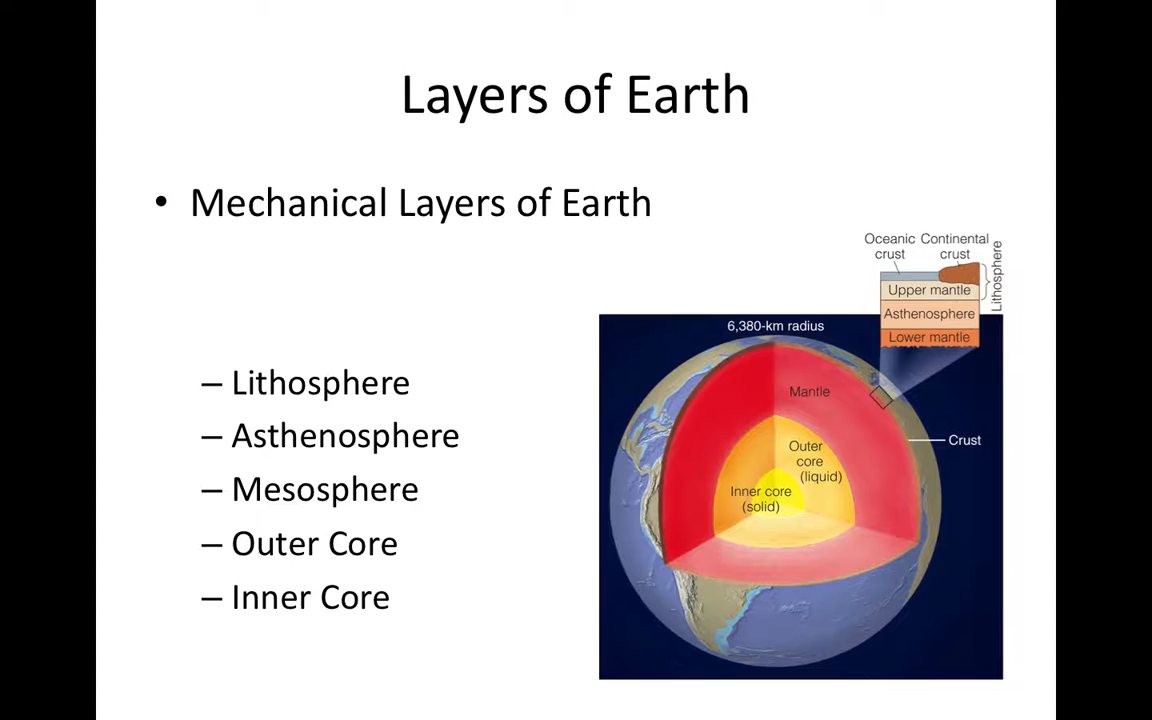 Layers of Earth
• Mechanical Layers of Earth
– Lithosphere
– Asthenosphere
– Mesosphere
– Outer Core
– Inner Core
Oceanic
crust
Continental
crust
Lithosphere
Upper mantle
Asthenosphere
Lower mantle
6,380-km radius
Mantle
Crust
Outer
core
(liquid)
Inner core
(solid)